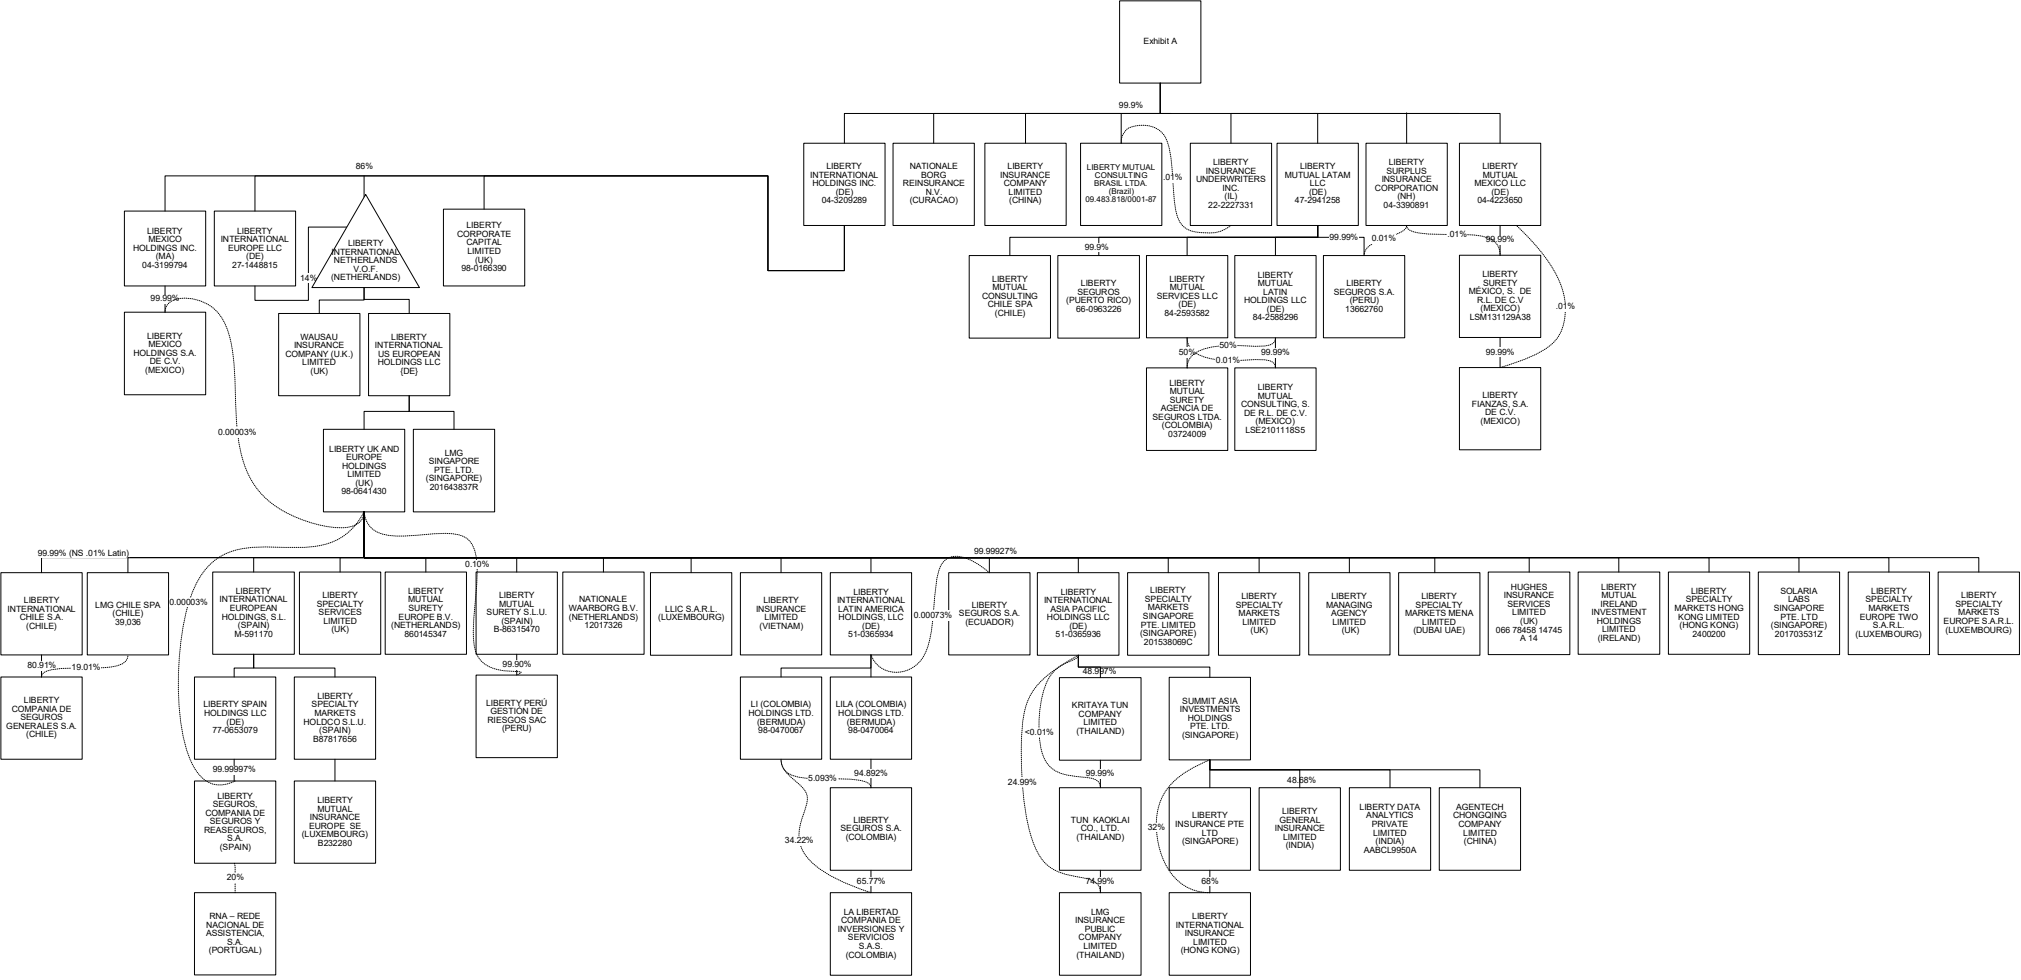 Exhibit A
99.9%
LIBERTY
INTERNATIONAL
HOLDINGS INC.
(DE)
04-3209289
NATIONALE
BORG
REINSURANCE
N.V.
(CURACAO)
LIBERTY
INSURANCE
COMPANY
LIMITED
(CHINA)
LIBERTY MUTUAL
CONSULTING
BRASIL LTDA.
(Brazil)
09.483.818/0001-87
.01%
LIBERTY
INSURANCE
UNDERWRITERS
INC.
(IL)
22-2227331
LIBERTY
MUTUAL LATAM
LLC
(DE)
47-2941258
LIBERTY
SURPLUS
INSURANCE
CORPORATION
(NH)
04-3390891
LIBERTY
MUTUAL
MEXICO LLC
(DE)
04-4223650
86%
LIBERTY
MEXICO
HOLDINGS INC.
(MA)
04-3199794
LIBERTY
INTERNATIONAL
EUROPE LLC
(DE)
27-1448815
14%
LIBERTY
INTERNATIONAL
NETHERLANDS
V.O.F.
(NETHERLANDS)
LIBERTY
CORPORATE
CAPITAL
LIMITED
(UK)
98-0166390
99.9%
99.99%
0.01%
.01%
99.99%
LIBERTY
MUTUAL
CONSULTING
CHILE SPA
(CHILE)
LIBERTY
SEGUROS
(PUERTO RICO)
66-0963226
LIBERTY
MUTUAL
SERVICES LLC
(DE)
84-2593582
LIBERTY
MUTUAL
LATIN
HOLDINGS LLC
(DE)
84-2588296
LIBERTY
SEGUROS S.A.
(PERU)
13662760
LIBERTY
SURETY
MÉXICO, S.  DE
R.L. DE C.V
(MEXICO)
LSM131129A38
.01%
99.99%
LIBERTY
MEXICO
HOLDINGS S.A.
DE C.V.
(MEXICO)
WAUSAU
INSURANCE
COMPANY (U.K.)
LIMITED
(UK)
LIBERTY
INTERNATIONAL
US EUROPEAN
HOLDINGS LLC
{DE}
50%
50%
0.01%
99.99%
99.99%
LIBERTY
MUTUAL
SURETY
AGENCIA DE
SEGUROS LTDA.
(COLOMBIA)
03724009
LIBERTY
MUTUAL
CONSULTING, S.
DE R.L. DE C.V.
(MEXICO)
LSE2101118S5
LIBERTY
FIANZAS, S.A.
DE C.V.
(MEXICO)
0.00003%
LIBERTY UK AND
EUROPE
HOLDINGS
LIMITED
(UK)
98-0641430
LMG
SINGAPORE
PTE. LTD.
(SINGAPORE)
201643837R
99.99% (NS .01% Latin)
0.10%
99.99927%
LIBERTY
INTERNATIONAL
CHILE S.A.
(CHILE)
LMG CHILE SPA
(CHILE)
39,036
0.00003%
LIBERTY
INTERNATIONAL
EUROPEAN
HOLDINGS, S.L.
(SPAIN)
M-591170
LIBERTY
SPECIALTY
SERVICES
LIMITED
(UK)
LIBERTY
MUTUAL
SURETY
EUROPE B.V.
(NETHERLANDS)
860145347
LIBERTY
MUTUAL
SURETY S.L.U.
(SPAIN)
B-86315470
NATIONALE
WAARBORG B.V.
(NETHERLANDS)
12017326
LLIC S.A.R.L.
(LUXEMBOURG)
LIBERTY
INSURANCE
LIMITED
(VIETNAM)
LIBERTY
INTERNATIONAL
LATIN AMERICA
HOLDINGS, LLC
(DE)
51-0365934
0.00073%
LIBERTY
SEGUROS S.A.
(ECUADOR)
LIBERTY
INTERNATIONAL
ASIA PACIFIC
HOLDINGS LLC
(DE)
51-0365936
LIBERTY
SPECIALTY
MARKETS
SINGAPORE
PTE. LIMITED
(SINGAPORE)
201538069C
LIBERTY
SPECIALTY
MARKETS
LIMITED
(UK)
LIBERTY
MANAGING
AGENCY
LIMITED
(UK)
LIBERTY
SPECIALTY
MARKETS MENA
LIMITED
(DUBAI UAE)
HUGHES
INSURANCE
SERVICES LIMITED
(UK)
066 78458 14745
A 14
LIBERTY
MUTUAL
IRELAND
INVESTMENT
HOLDINGS
LIMITED
(IRELAND)
LIBERTY
SPECIALTY
MARKETS HONG
KONG LIMITED
(HONG KONG)
2400200
SOLARIA
LABS
SINGAPORE
PTE. LTD
(SINGAPORE)
201703531Z
LIBERTY
SPECIALTY
MARKETS
EUROPE TWO
S.A.R.L.
(LUXEMBOURG)
LIBERTY
SPECIALTY
MARKETS
EUROPE S.A.R.L.
(LUXEMBOURG)
80.91%
19.01%
99.90%
48.997%
LIBERTY
COMPANIA DE
SEGUROS
GENERALES S.A.
(CHILE)
LIBERTY SPAIN
HOLDINGS LLC
(DE)
77-0653079
LIBERTY
SPECIALTY
MARKETS
HOLDCO S.L.U.
(SPAIN)
B87817656
LIBERTY PERÚ
GESTIÓN DE
RIESGOS SAC
(PERU)
LI (COLOMBIA)
HOLDINGS LTD.
(BERMUDA)
98-0470067
LILA (COLOMBIA)
HOLDINGS LTD.
(BERMUDA)
98-0470064
<0.01%
KRITAYA TUN
COMPANY
LIMITED
(THAILAND)
SUMMIT ASIA
INVESTMENTS
HOLDINGS
PTE. LTD.
(SINGAPORE)
99.99997%
5.093%
94.892%
24.99%
99.99%
48.68%
LIBERTY
SEGUROS,
COMPANIA DE
SEGUROS Y
REASEGUROS,
S.A.
(SPAIN)
LIBERTY
MUTUAL
INSURANCE
EUROPE  SE
(LUXEMBOURG)
B232280
34.22%
LIBERTY
SEGUROS S.A.
(COLOMBIA)
TUN  KAOKLAI
CO., LTD.
(THAILAND)
32%
LIBERTY
INSURANCE PTE
LTD
(SINGAPORE)
LIBERTY
GENERAL
INSURANCE
LIMITED
(INDIA)
LIBERTY DATA
ANALYTICS
PRIVATE
LIMITED
(INDIA)
AABCL9950A
AGENTECH
CHONGQING
COMPANY
LIMITED
(CHINA)
20%
65.77%
74.99%
68%
RNA – REDE
NACIONAL DE
ASSISTENCIA,
S.A.
(PORTUGAL)
LA LIBERTAD
COMPANIA DE
INVERSIONES Y
SERVICIOS
S.A.S.
(COLOMBIA)
LMG
INSURANCE
PUBLIC
COMPANY
LIMITED
(THAILAND)
LIBERTY
INTERNATIONAL
INSURANCE
LIMITED
(HONG KONG)